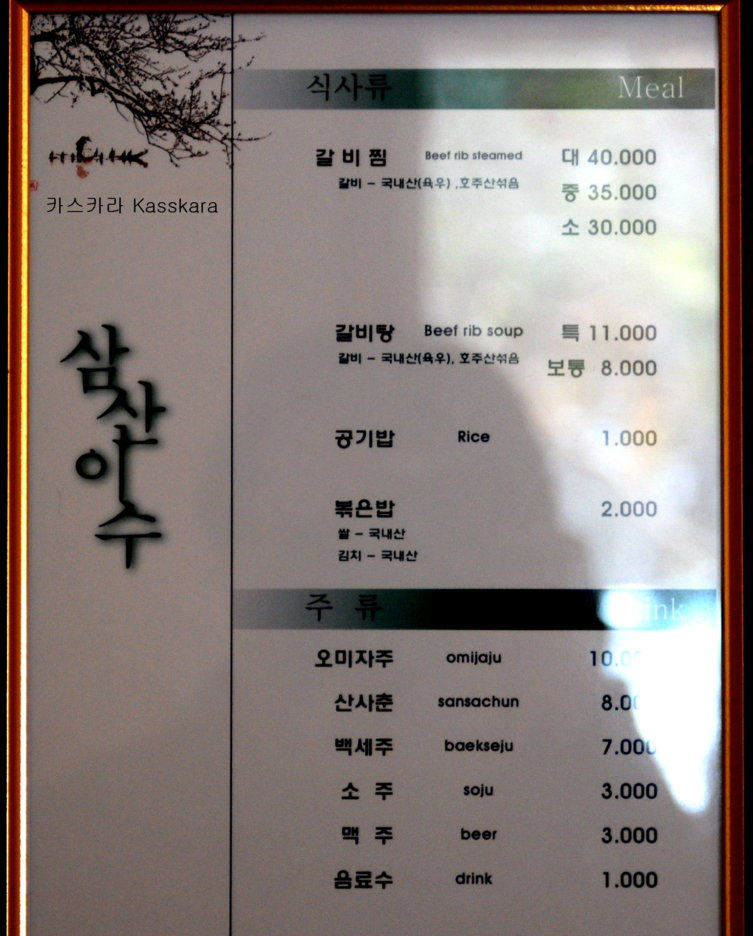 카스카라 Kasskara
삼산이수
식사류 Meal
갈비찜 Beef rib steamed 대 40.000
갈비 – 국내산(육우) ,호주산섞음 중 35.000
소 30.000
갈비탕 Beef rib soup 특 11.000
갈비 – 국내산(육우), 호주산섞음 보통 8.000
공기밥 Rice 1.000
볶은밥 2.000
쌀 – 국내산
김치 – 국내산
주 류
오미자주 omijaju
산사춘 sansachun
백세주 baekseju 7.000
소 주 soju 3.000
맥 주 beer 3.000
음료수 drink 1.000